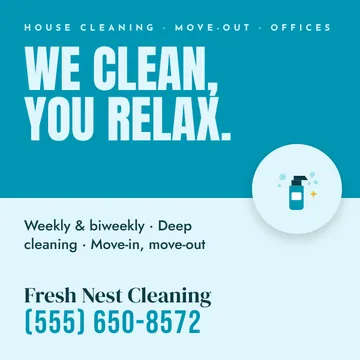 HOUSE CLEANING · MOVE-OUT · OFFICES
WE CLEAN,
YOU RELAX.
Weekly & biweekly · Deep
cleaning · Move-in, move-out
Fresh Nest Cleaning
(555) 650-8572